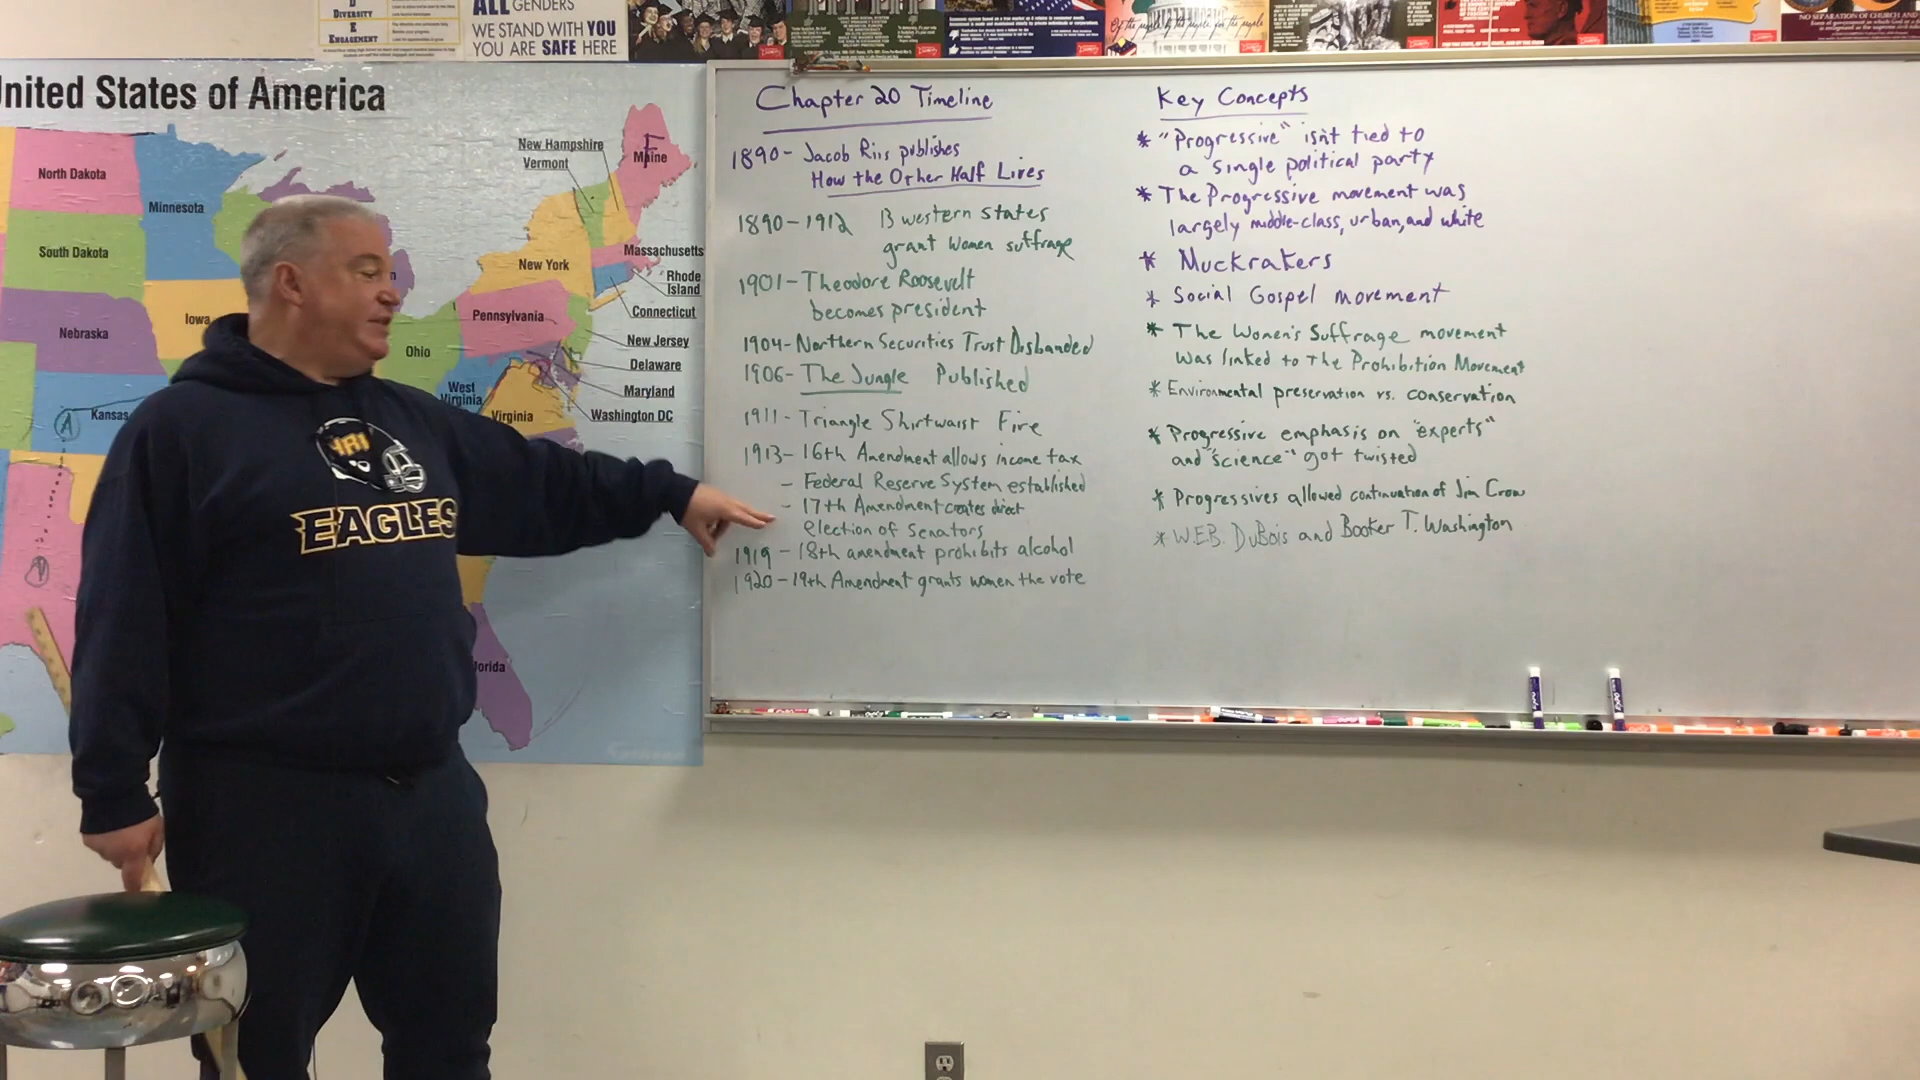 DIVERSITY
E
ENGAGEMENT
ALL GENDERS
WE STAND WITH YOU
YOU ARE SAFE HERE
NO SEPARATION OF CHURCH AND
United States of America
North Dakota
Minnesota
South Dakota
Nebraska
Iowa
Kansas
A
New Hampshire
Vermont
Maine
F
Massachusetts
New York
Rhode
Island
Connecticut
Pennsylvania
New Jersey
Ohio
Delaware
West
Virginia
Maryland
Virginia
Washington DC
EAGLES
Chapter 20 Timeline
1890- Jacob Riis publishes
How the Other Half Lives
1890-1912 13 western states
grant women suffrage
1901- Theodore Roosevelt
becomes president
1904- Northern Securities Trust Disbanded
1906- The Jungle Published
1911- Triangle Shirtwaist Fire
1913- 16th Amendment allows income tax
- Federal Reserve System established
- 17th Amendment creates direct
election of Senators
1919 - 18th amendment prohibits alcohol
1920 - 19th Amendment grants women the vote
Key Concepts
* "Progressive" isn't tied to
a single political party
* The Progressive movement was
largely middle-class, urban, and white
* Muckrakers
* Social Gospel movement
* The Women's Suffrage movement
was linked to the Prohibition Movement
* Environmental preservation vs. conservation
* Progressive emphasis on "experts"
and "science" got twisted
* Progressives allowed continuation of Jim Crow
* W.E.B. DuBois and Booker T. Washington